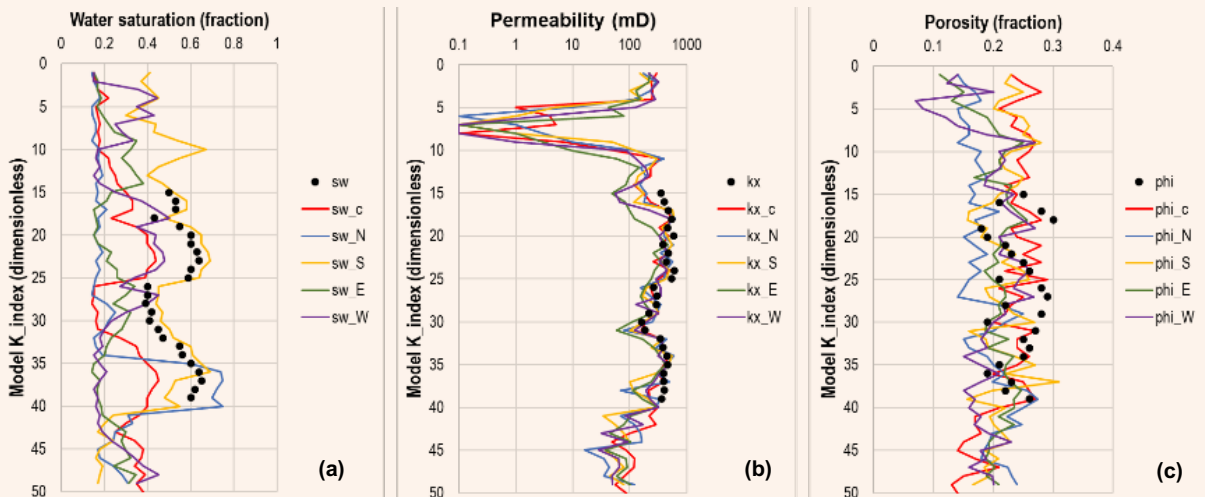 Water saturation (fraction)
0 0.2 0.4 0.6 0.8 1
Model K_index (dimensionless)
0
5
10
15
20
25
30
35
40
45
50
sw
sw_c
sw_N
sw_S
sw_E
sw_W
(a)
Permeability (mD)
0.1 1 10 100 1000
Model K_index (dimensionless)
0
5
10
15
20
25
30
35
40
45
50
kx
kx_c
kx_N
kx_S
kx_E
kx_W
(b)
Porosity (fraction)
0 0.1 0.2 0.3 0.4
Model K_index (dimensionless)
0
5
10
15
20
25
30
35
40
45
50
phi
phi_c
phi_N
phi_S
phi_E
phi_W
(c)